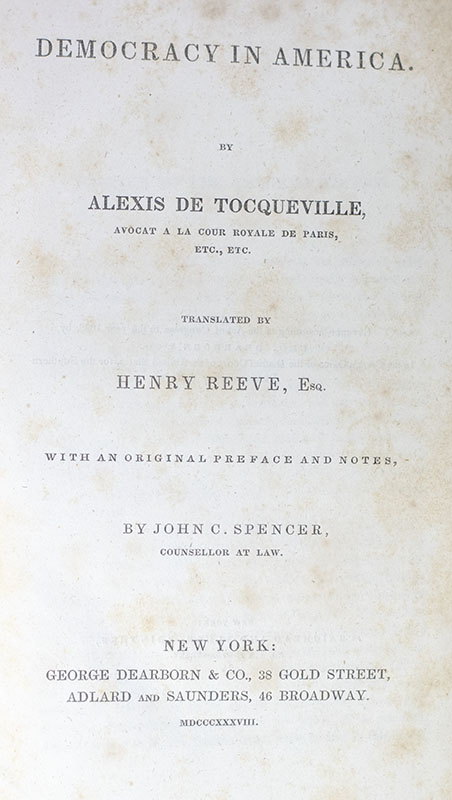 DEMOCRACY IN AMERICA.
BY
ALEXIS DE TOCQUEVILLE,
AVOCAT A LA COUR ROYALE DE PARIS,
ETC., ETC.
TRANSLATED BY
HENRY REEVE, Esq.
WITH AN ORIGINAL PREFACE AND NOTES,
BY JOHN C. SPENCER,
COUNSELLOR AT LAW.
NEW YORK:
GEORGE DEARBORN & CO., 38 GOLD STREET,
ADLARD AND SAUNDERS, 46 BROADWAY.
MDCCCXXXVIII.